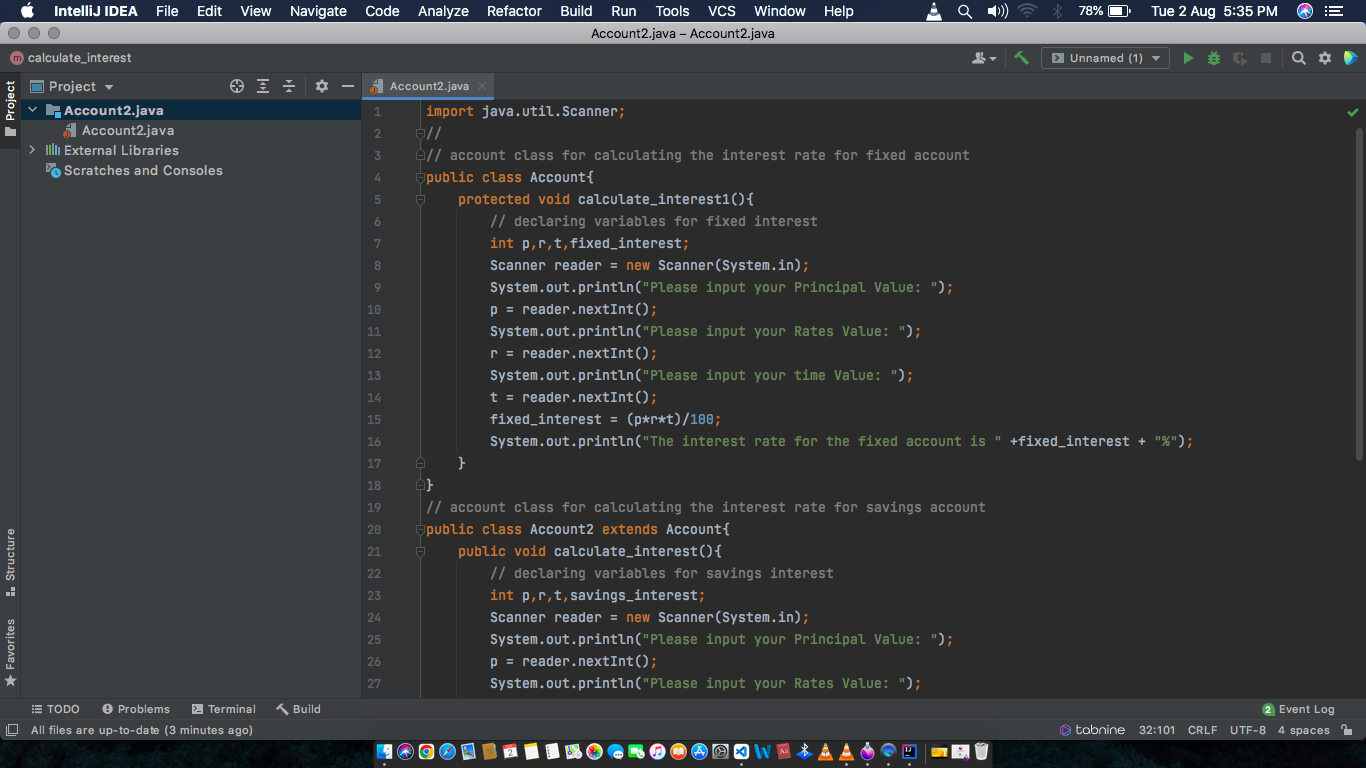 IntelliJ IDEA File Edit View Navigate Code Analyze Refactor Build Run Tools VCS Window Help 78% Tue 2 Aug 5:35 PM
Account2.java – Account2.java
calculate_interest Unnamed (1)
Project
Project
Account2.java
Account2.java
External Libraries
Scratches and Consoles
Structure
Favorites
Account2.java
1 import java.util.Scanner;
2 //
3 // account class for calculating the interest rate for fixed account
4 public class Account{
5 protected void calculate_interest1(){
6 // declaring variables for fixed interest
7 int p,r,t,fixed_interest;
8 Scanner reader = new Scanner(System.in);
9 System.out.println("Please input your Principal Value: ");
10 p = reader.nextInt();
11 System.out.println("Please input your Rates Value: ");
12 r = reader.nextInt();
13 System.out.println("Please input your time Value: ");
14 t = reader.nextInt();
15 fixed_interest = (p*r*t)/100;
16 System.out.println("The interest rate for the fixed account is " +fixed_interest + "%");
17 }
18 }
19 // account class for calculating the interest rate for savings account
20 public class Account2 extends Account{
21 public void calculate_interest(){
22 // declaring variables for savings interest
23 int p,r,t,savings_interest;
24 Scanner reader = new Scanner(System.in);
25 System.out.println("Please input your Principal Value: ");
26 p = reader.nextInt();
27 System.out.println("Please input your Rates Value: ");
TODO Problems Terminal Build 2 Event Log
All files are up-to-date (3 minutes ago) tabnine 32:101 CRLF UTF-8 4 spaces